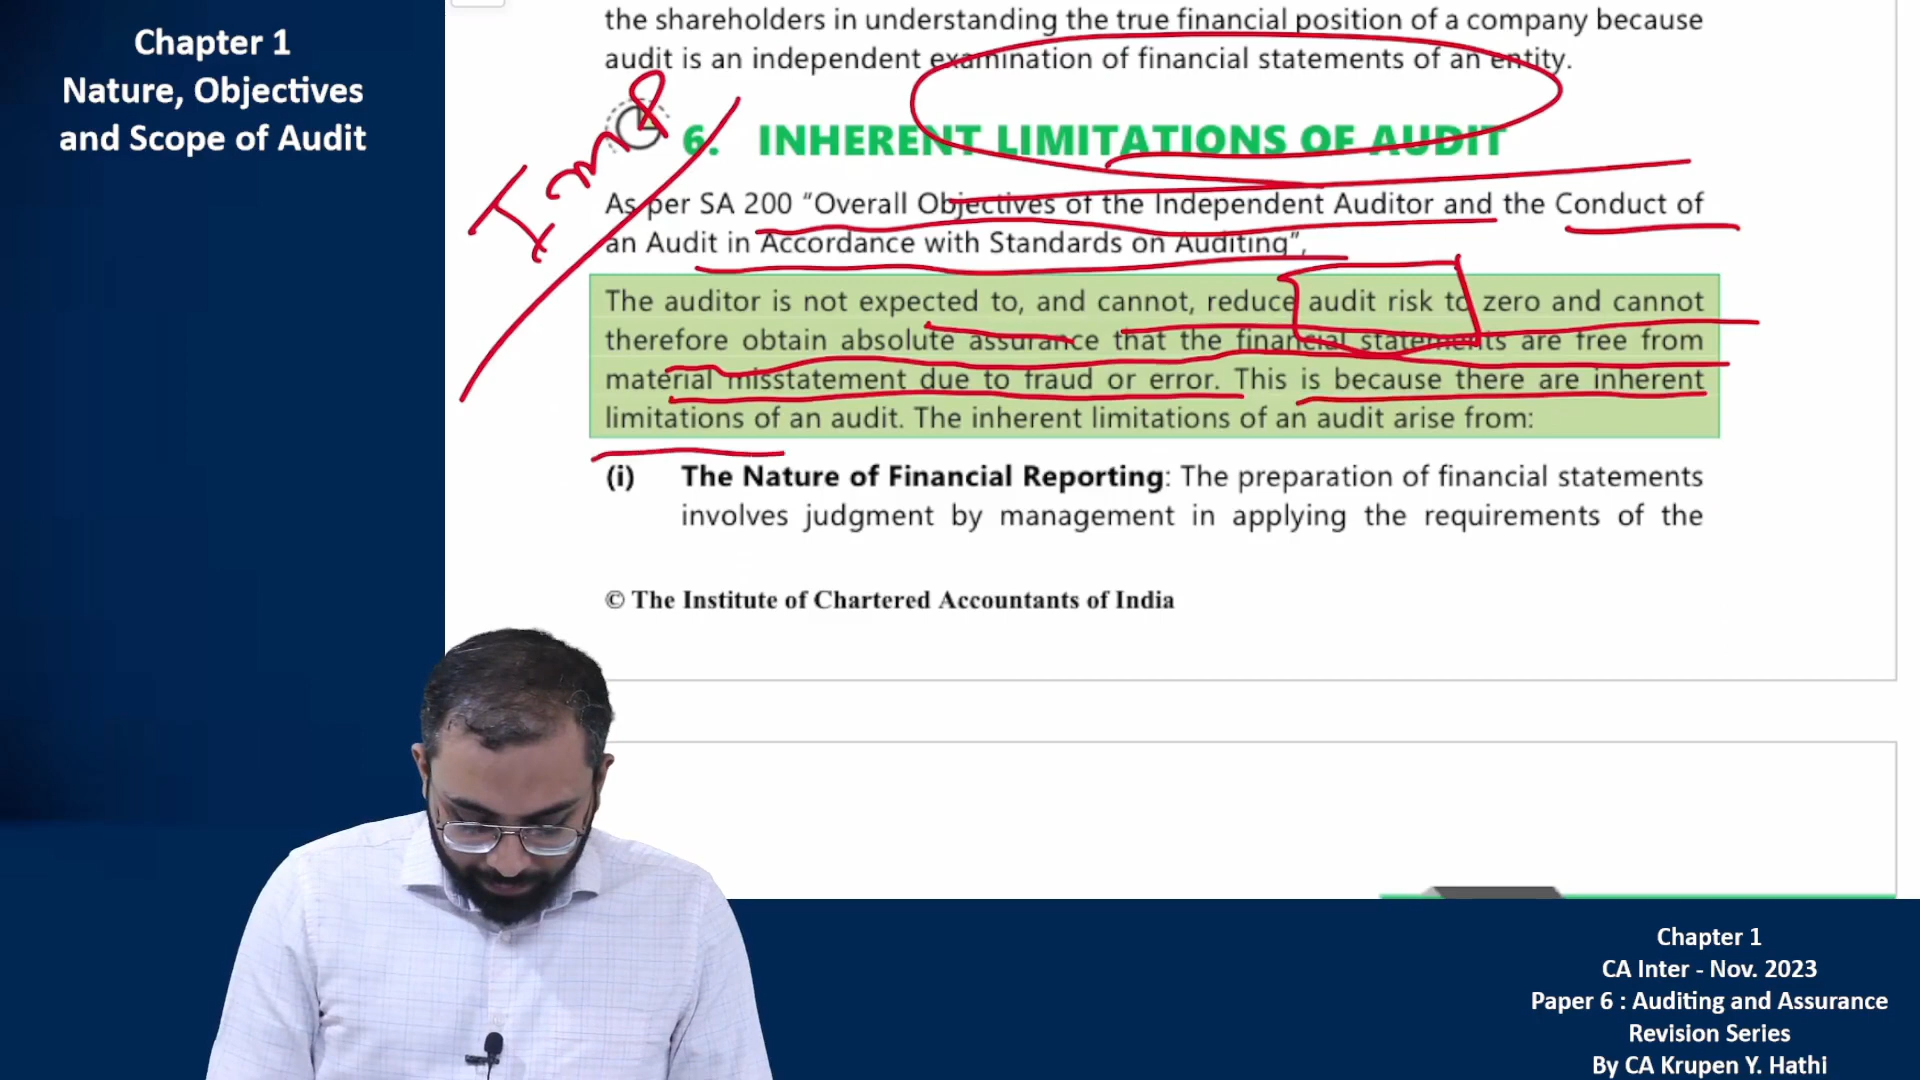 Chapter 1
Nature, Objectives
and Scope of Audit
the shareholders in understanding the true financial position of a company because
audit is an independent examination of financial statements of an entity.
Imp
6. INHERENT LIMITATIONS OF AUDIT
As per SA 200 “Overall Objectives of the Independent Auditor and the Conduct of
an Audit in Accordance with Standards on Auditing”,
The auditor is not expected to, and cannot, reduce audit risk to zero and cannot
therefore obtain absolute assurance that the financial statements are free from
material misstatement due to fraud or error. This is because there are inherent
limitations of an audit. The inherent limitations of an audit arise from:
(i) The Nature of Financial Reporting: The preparation of financial statements
involves judgment by management in applying the requirements of the
© The Institute of Chartered Accountants of India
Chapter 1
CA Inter - Nov. 2023
Paper 6 : Auditing and Assurance
Revision Series
By CA Krupen Y. Hathi